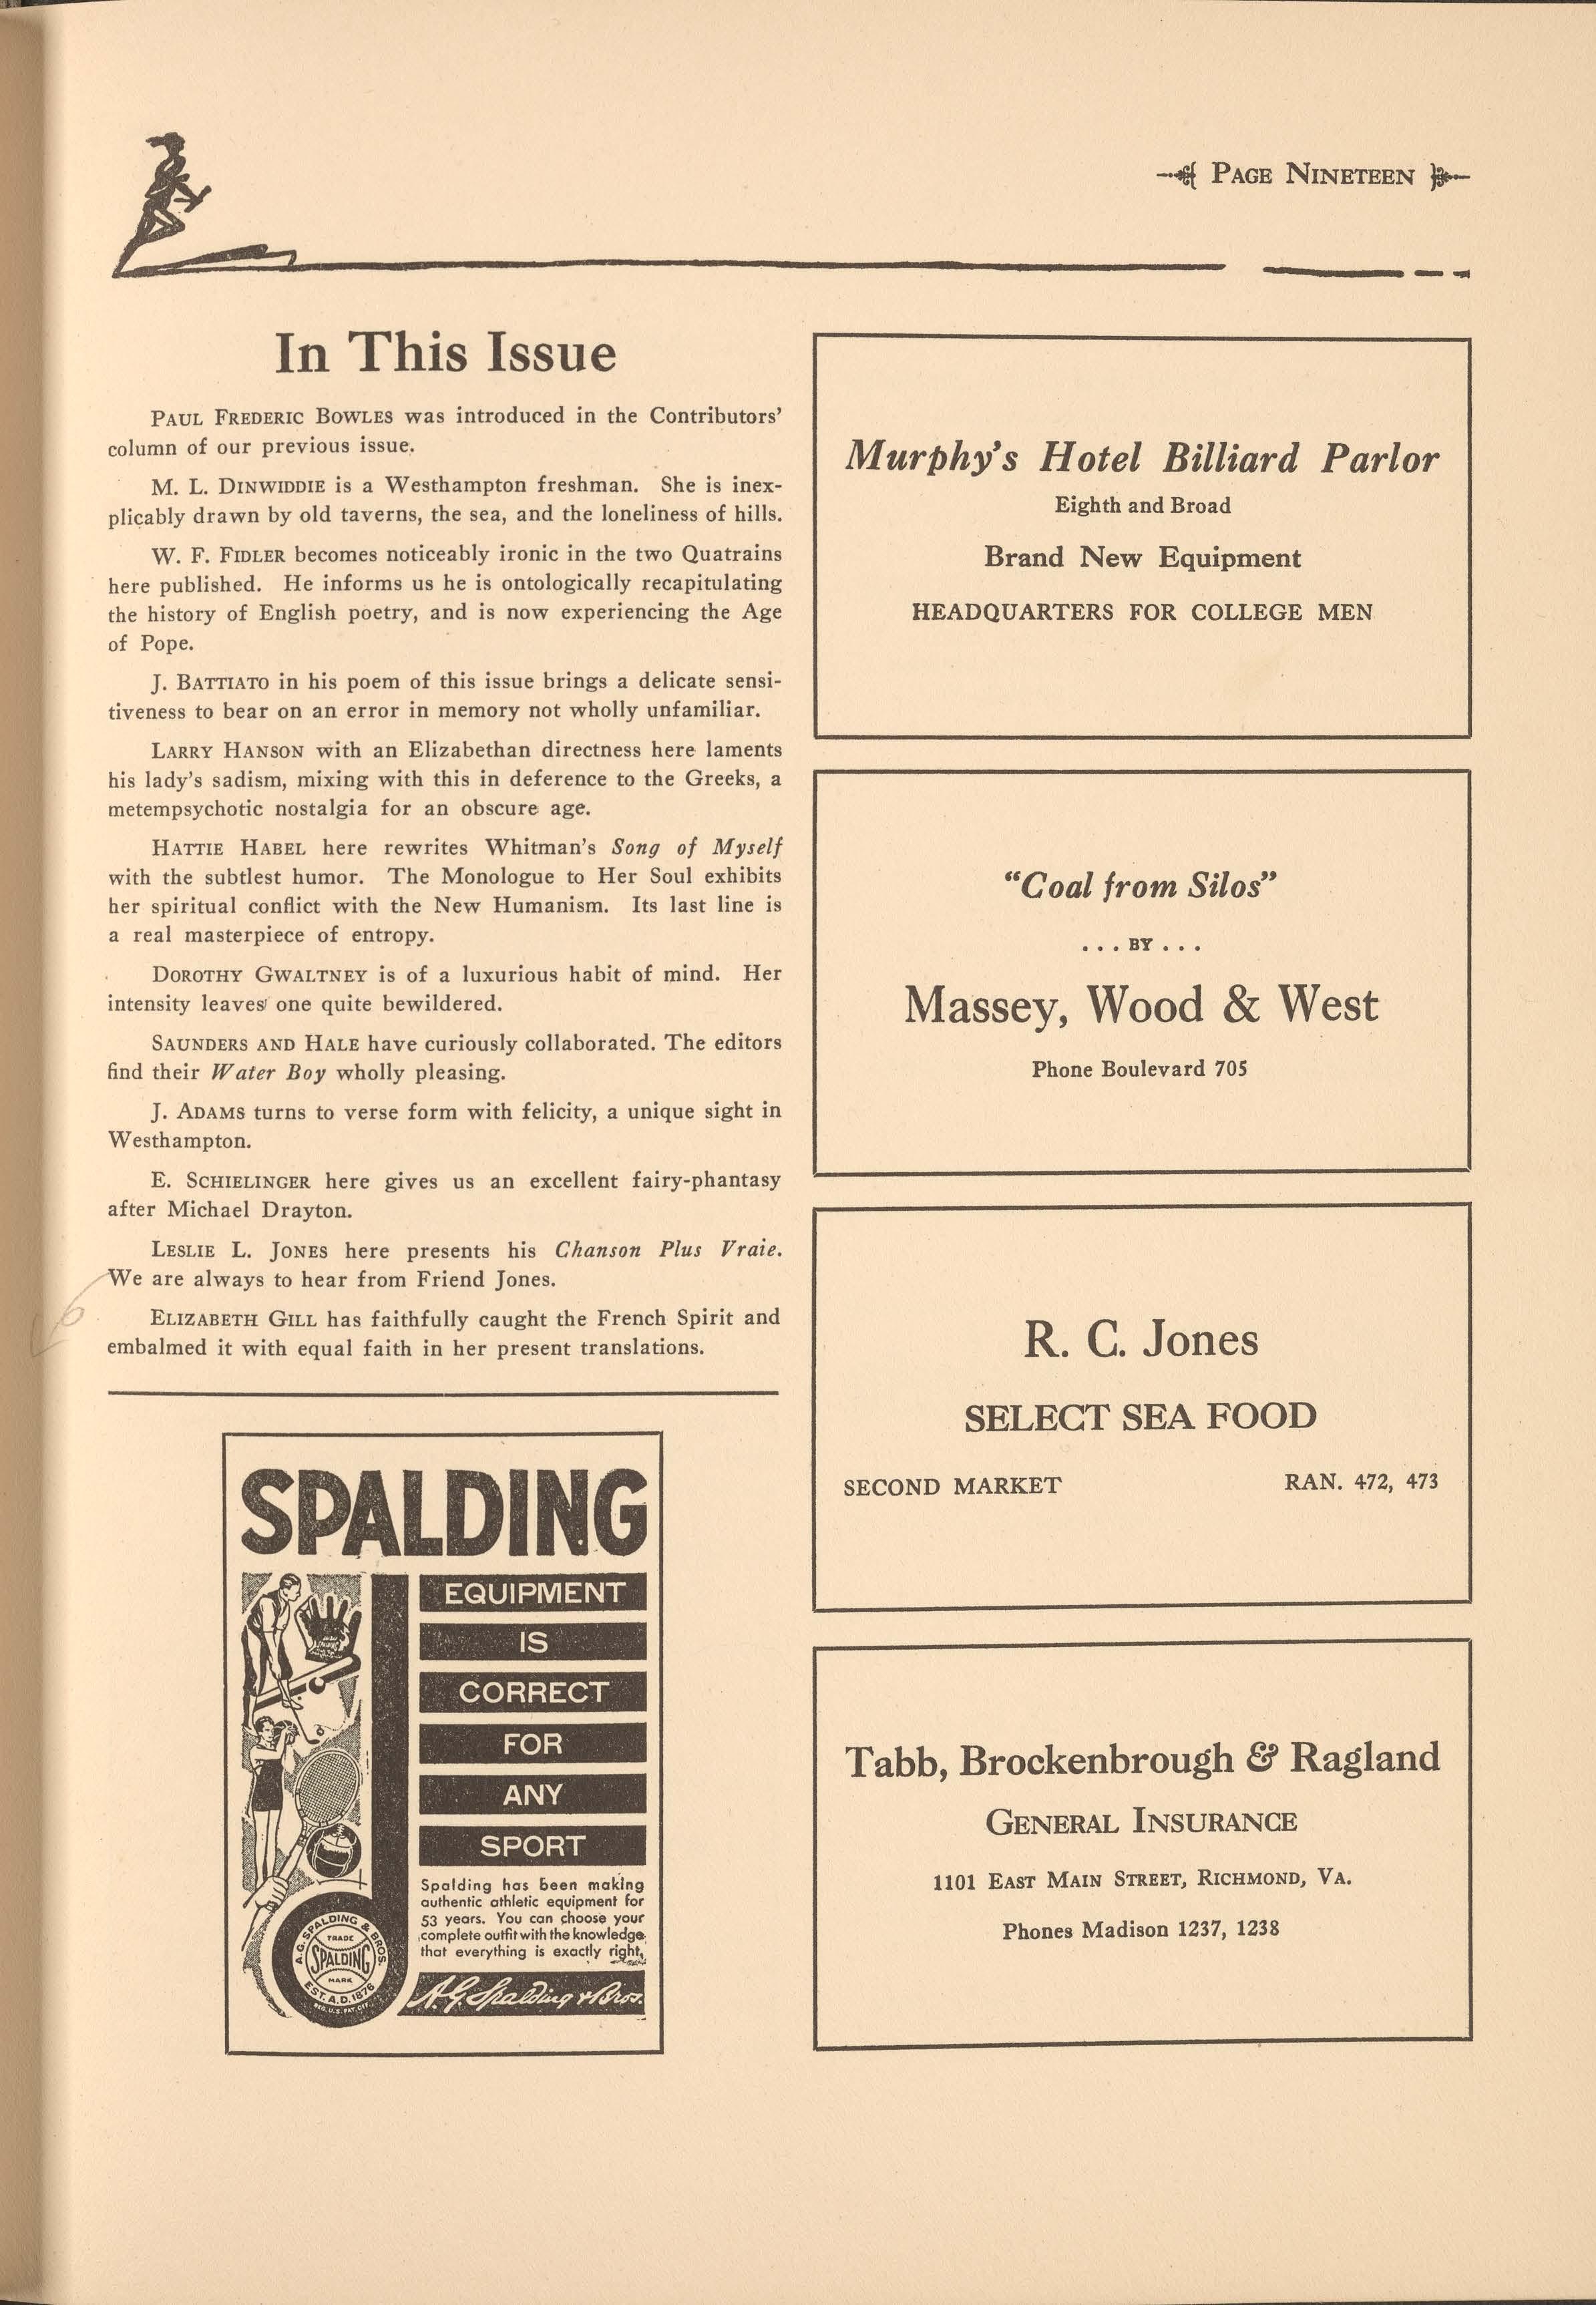 PAGE NINETEEN
In This Issue
PAUL FREDERIC BOWLES was introduced in the Contributors'
column of our previous issue.
M. L. DINWIDDIE is a Westhampton freshman. She is inex-
plicably drawn by old taverns, the sea, and the loneliness of hills.
W. F. FIDLER becomes noticeably ironic in the two Quatrains
here published. He informs us he is ontologically recapitulating
the history of English poetry, and is now experiencing the Age
of Pope.
J. BATTIATO in his poem of this issue brings a delicate sensi-
tiveness to bear on an error in memory not wholly unfamiliar.
LARRY HANSON with an Elizabethan directness here laments
his lady's sadism, mixing with this in deference to the Greeks, a
metempsychotic nostalgia for an obscure age.
HATTIE HABEL here rewrites Whitman's Song of Myself
with the subtlest humor. The Monologue to Her Soul exhibits
her spiritual conflict with the New Humanism. Its last line is
a real masterpiece of entropy.
DOROTHY GWALTNEY is of a luxurious habit of mind. Her
intensity leaves one quite bewildered.
SAUNDERS AND HALE have curiously collaborated. The editors
find their Water Boy wholly pleasing.
J. ADAMS turns to verse form with felicity, a unique sight in
Westhampton.
E. SCHIELINGER here gives us an excellent fairy-phantasy
after Michael Drayton.
LESLIE L. JONES here presents his Chanson Plus Vraie.
We are always to hear from Friend Jones.
ELIZABETH GILL has faithfully caught the French Spirit and
embalmed it with equal faith in her present translations.
SPALDING
EQUIPMENT
IS
CORRECT
FOR
ANY
SPORT
Spalding has been making
authentic athletic equipment for
53 years. You can choose your
complete outfit with the knowledge
that everything is exactly right.
A.G. SPALDING & BROS.
TRADE
SPALDING
MARK
EST. A.D. 1876
REG. U.S. PAT. OFF.
A.G. Spalding & Bros.
Murphy's Hotel Billiard Parlor
Eighth and Broad
Brand New Equipment
HEADQUARTERS FOR COLLEGE MEN
"Coal from Silos"
... BY ...
Massey, Wood & West
Phone Boulevard 705
R. C. Jones
SELECT SEA FOOD
SECOND MARKET RAN. 472, 473
Tabb, Brockenbrough & Ragland
GENERAL INSURANCE
1101 EAST MAIN STREET, RICHMOND, VA.
Phones Madison 1237, 1238